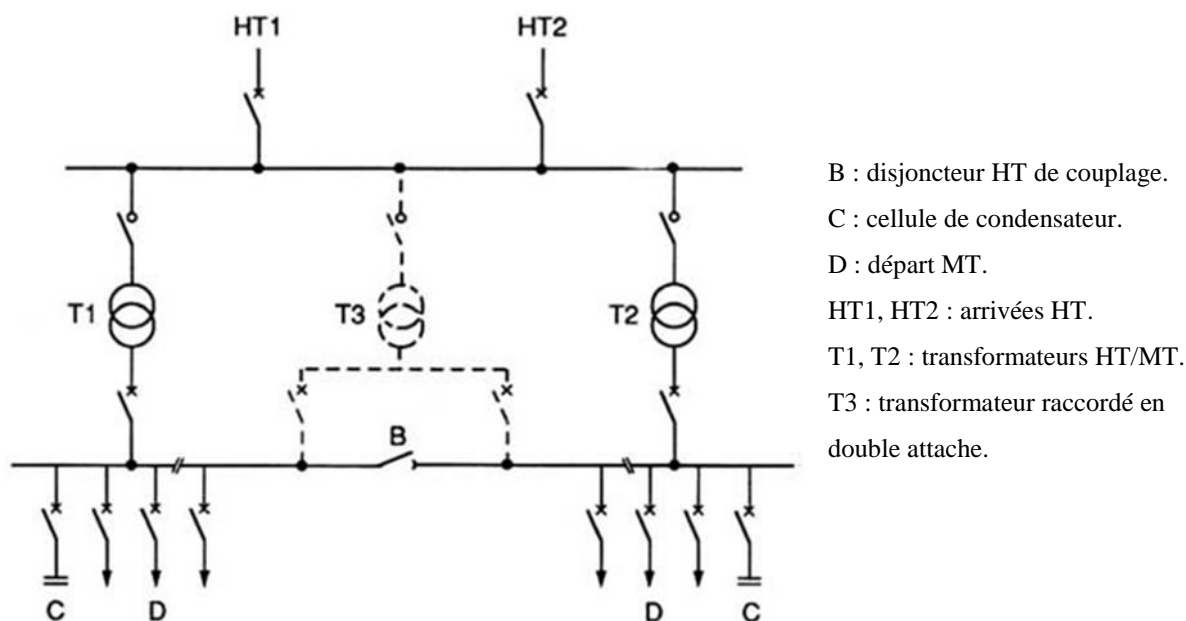 HT1
HT2
T1
T3
T2
B
C
D
D
C
B : disjoncteur HT de couplage.
C : cellule de condensateur.
D : départ MT.
HT1, HT2 : arrivées HT.
T1, T2 : transformateurs HT/MT.
T3 : transformateur raccordé en
double attache.